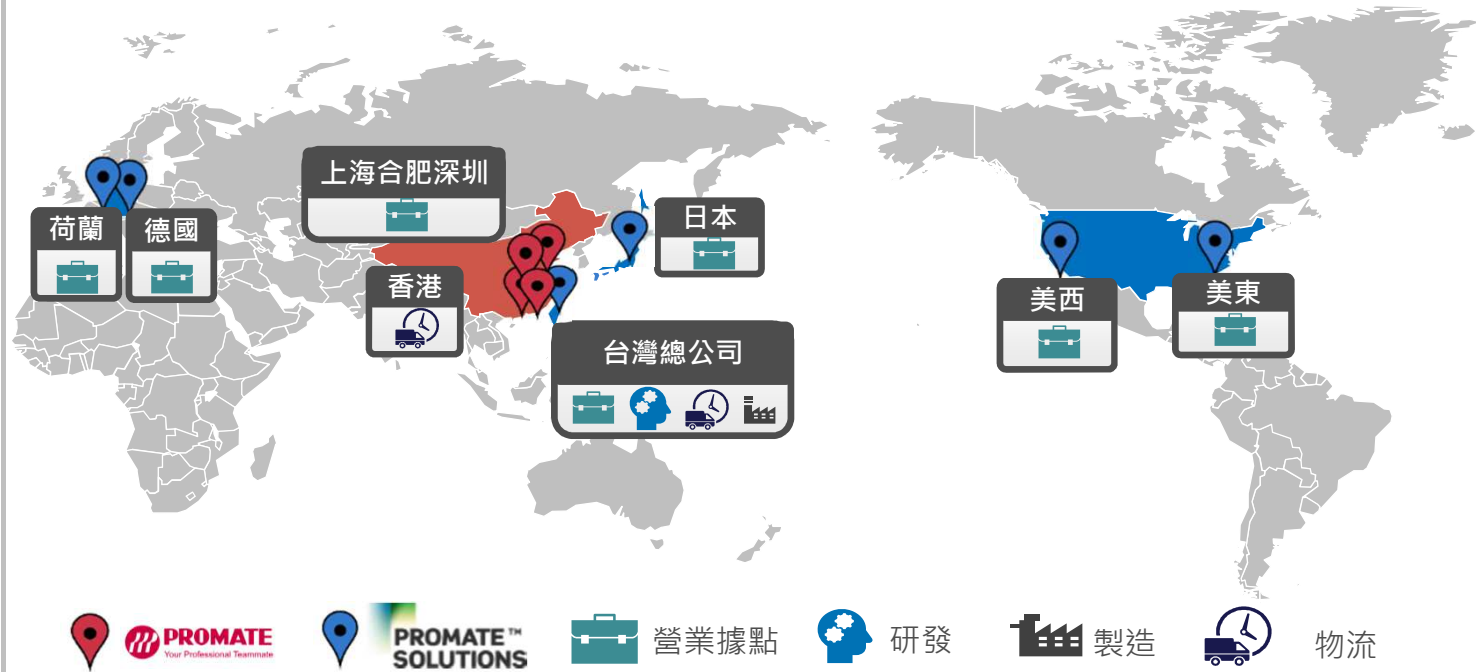 上海合肥深圳
荷蘭
德國
日本
香港
美西
美東
台灣總公司
PROMATE
Your Professional Teammate
PROMATE™
SOLUTIONS
營業據點
研發
製造
物流